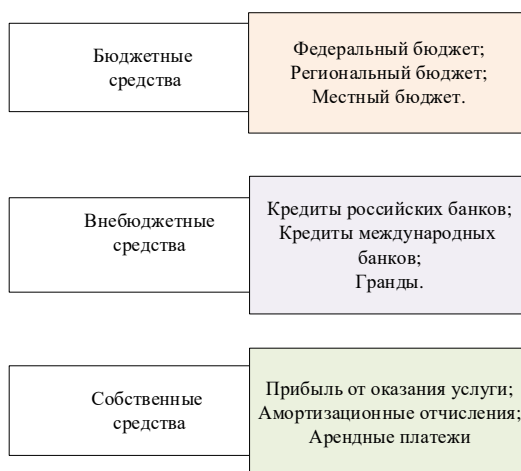 Бюджетные
средства
Федеральный бюджет;
Региональный бюджет;
Местный бюджет.
Внебюджетные
средства
Кредиты российских банков;
Кредиты международных
банков;
Гранды.
Собственные
средства
Прибыль от оказания услуги;
Амортизационные отчисления;
Арендные платежи